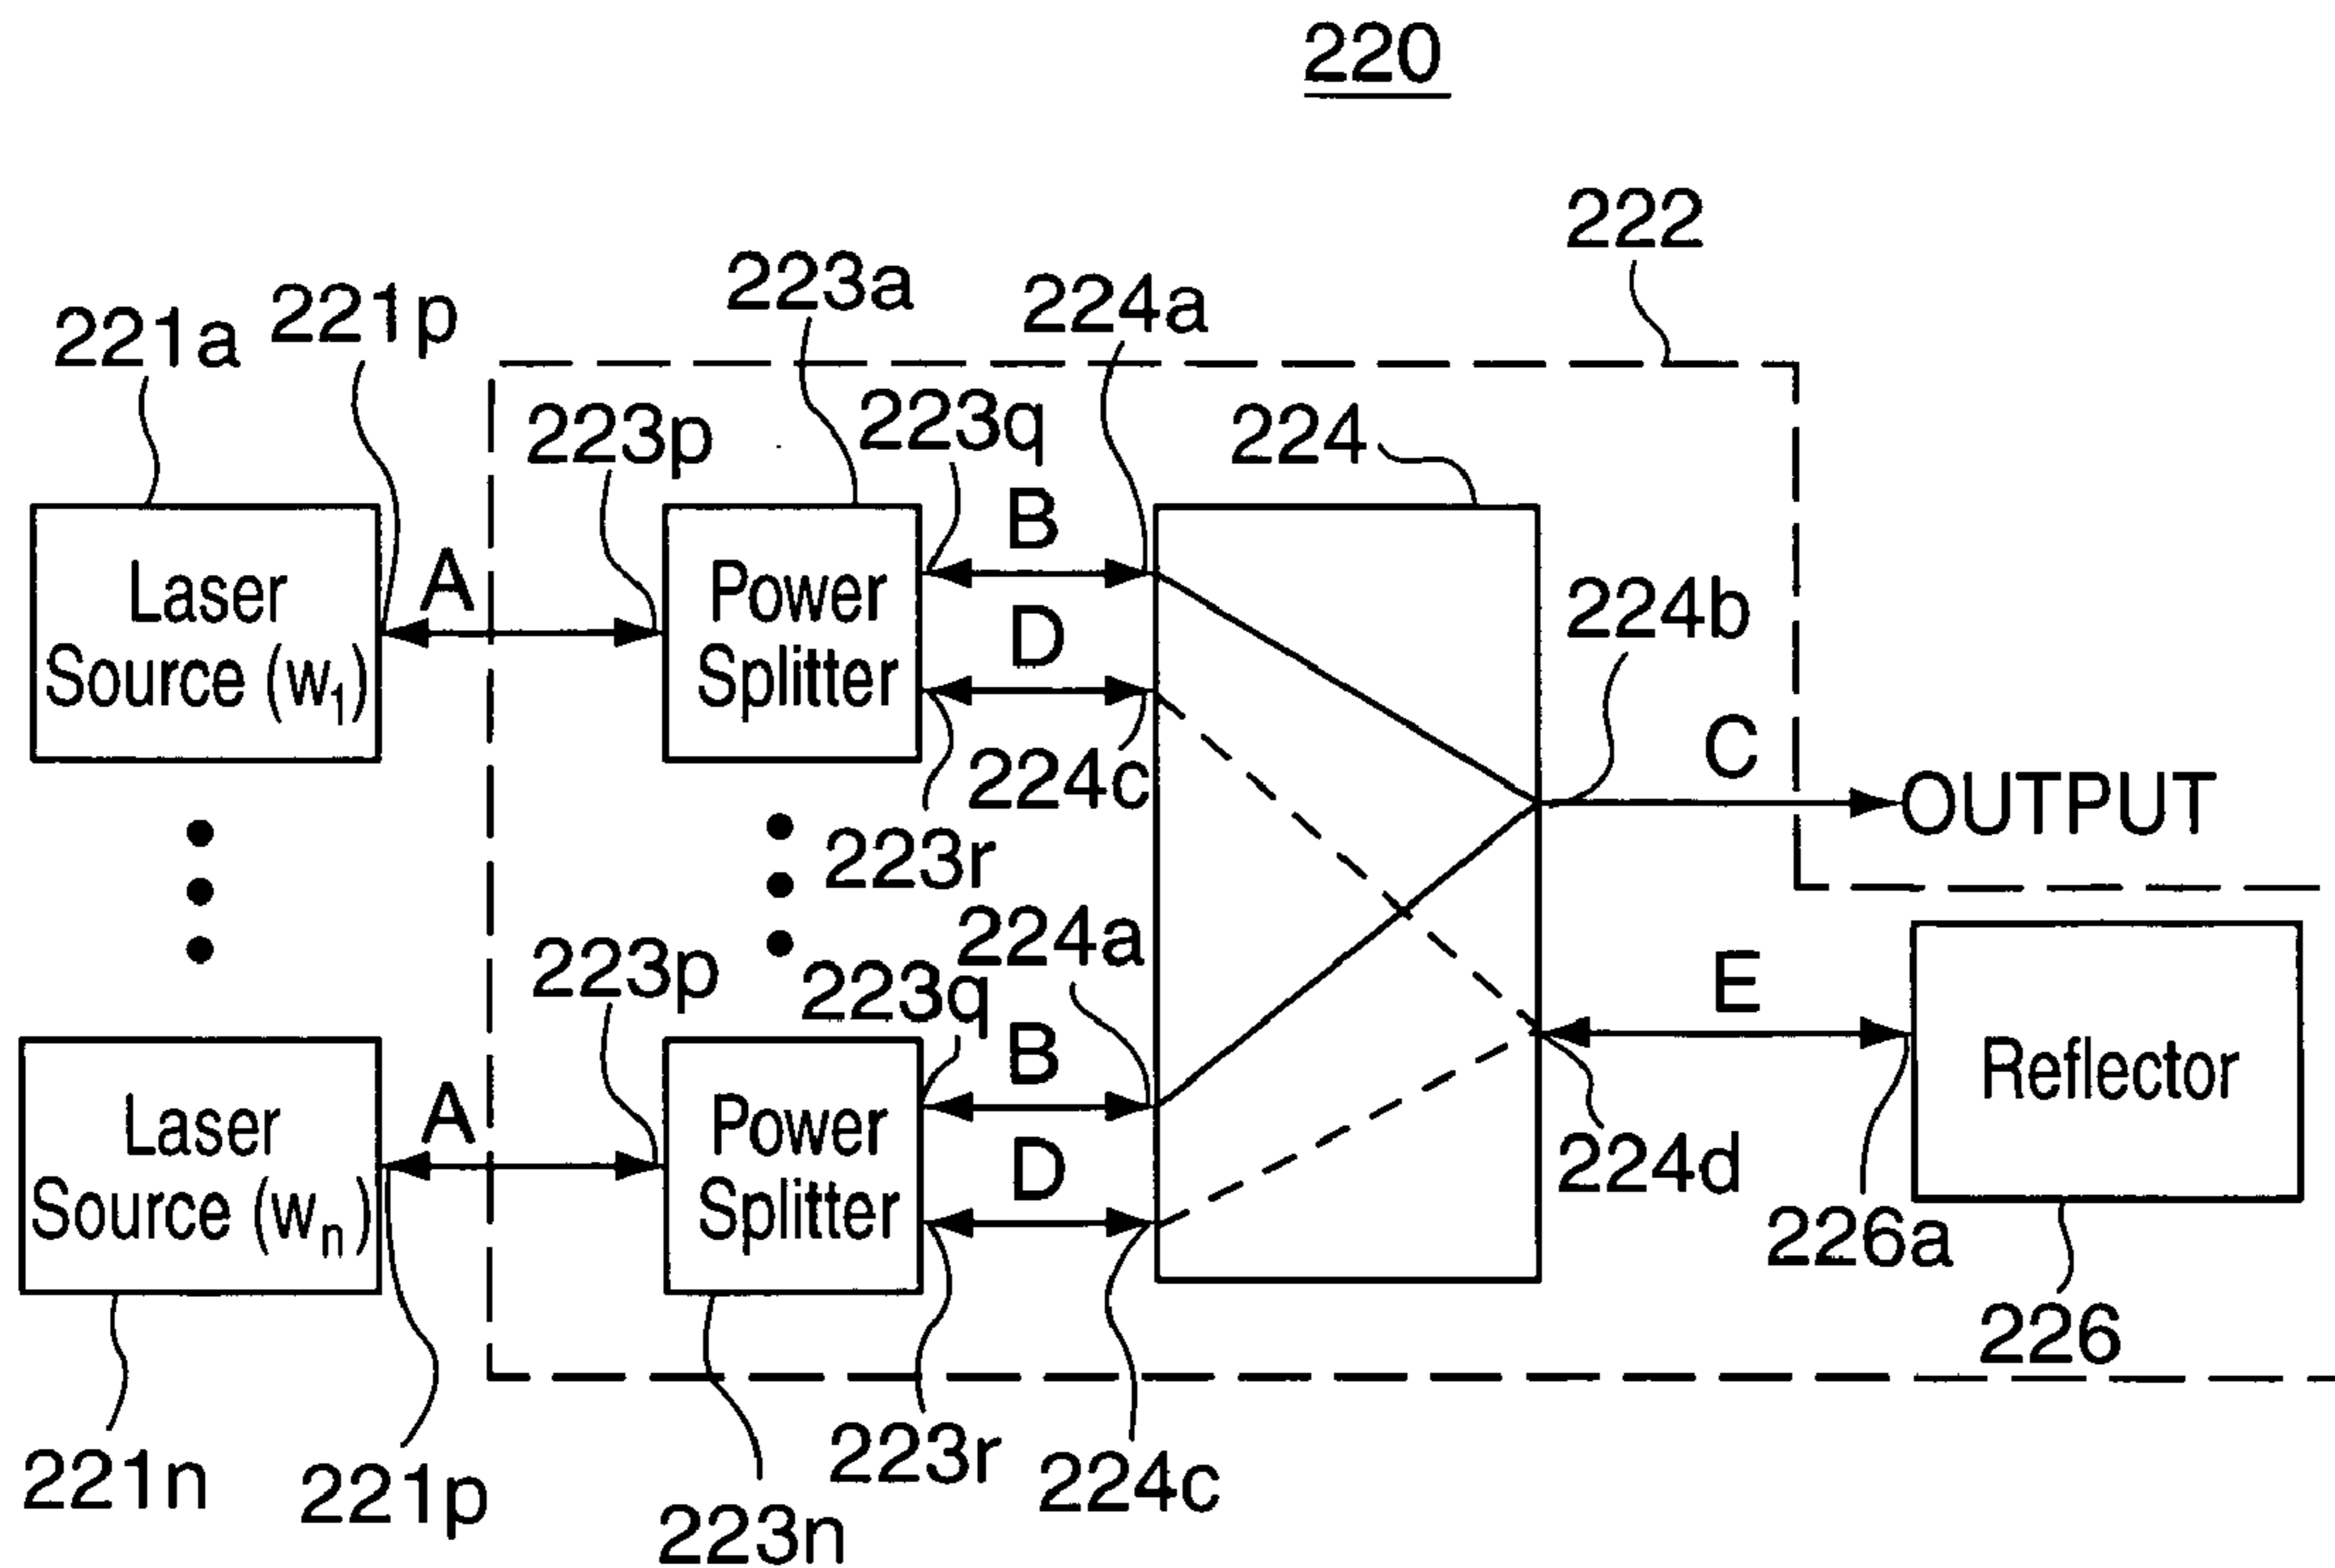 220
222
223a
224a
221p
221a
223q
224
223p
B
224b
A
Laser
Source (w1)
Power
Splitter
D
C
224c
OUTPUT
223r
224a
223p
E
223q
B
Reflector
A
Laser
Source (wn)
Power
Splitter
D
224d
226a
226
223r
224c
221n
221p
223n